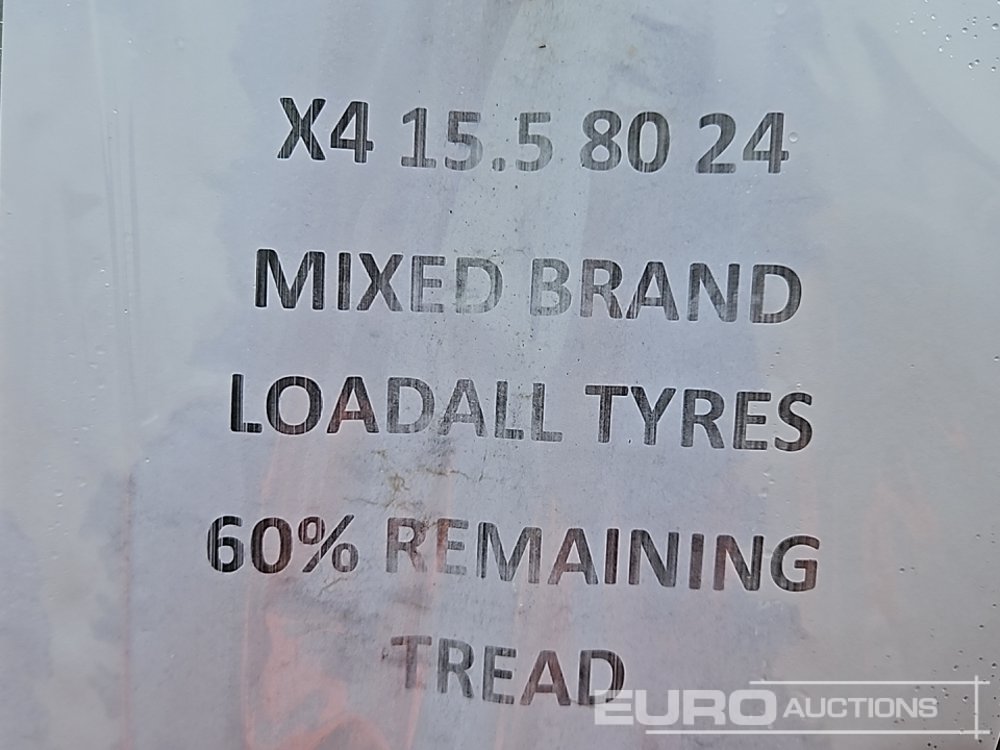 X4 15.5 80 24
MIXED BRAND
LOADALL TYRES
60% REMAINING
TREAD
EURO AUCTIONS